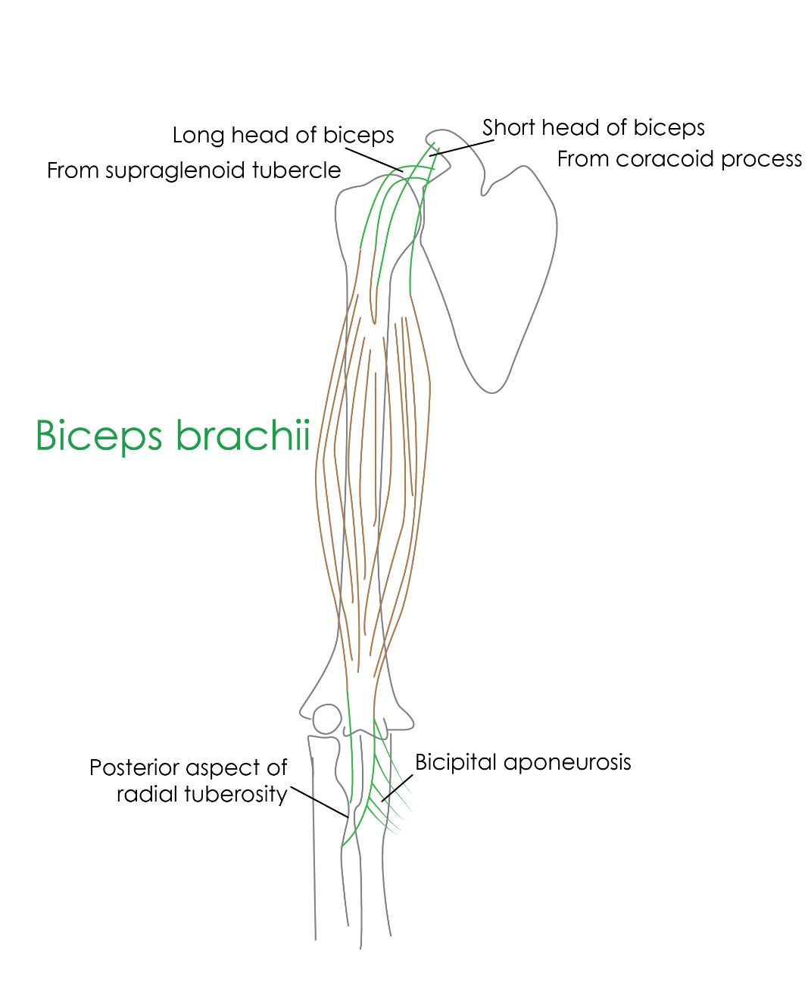 Long head of biceps
From supraglenoid tubercle
Short head of biceps
From coracoid process
Biceps brachii
Posterior aspect of
radial tuberosity
Bicipital aponeurosis